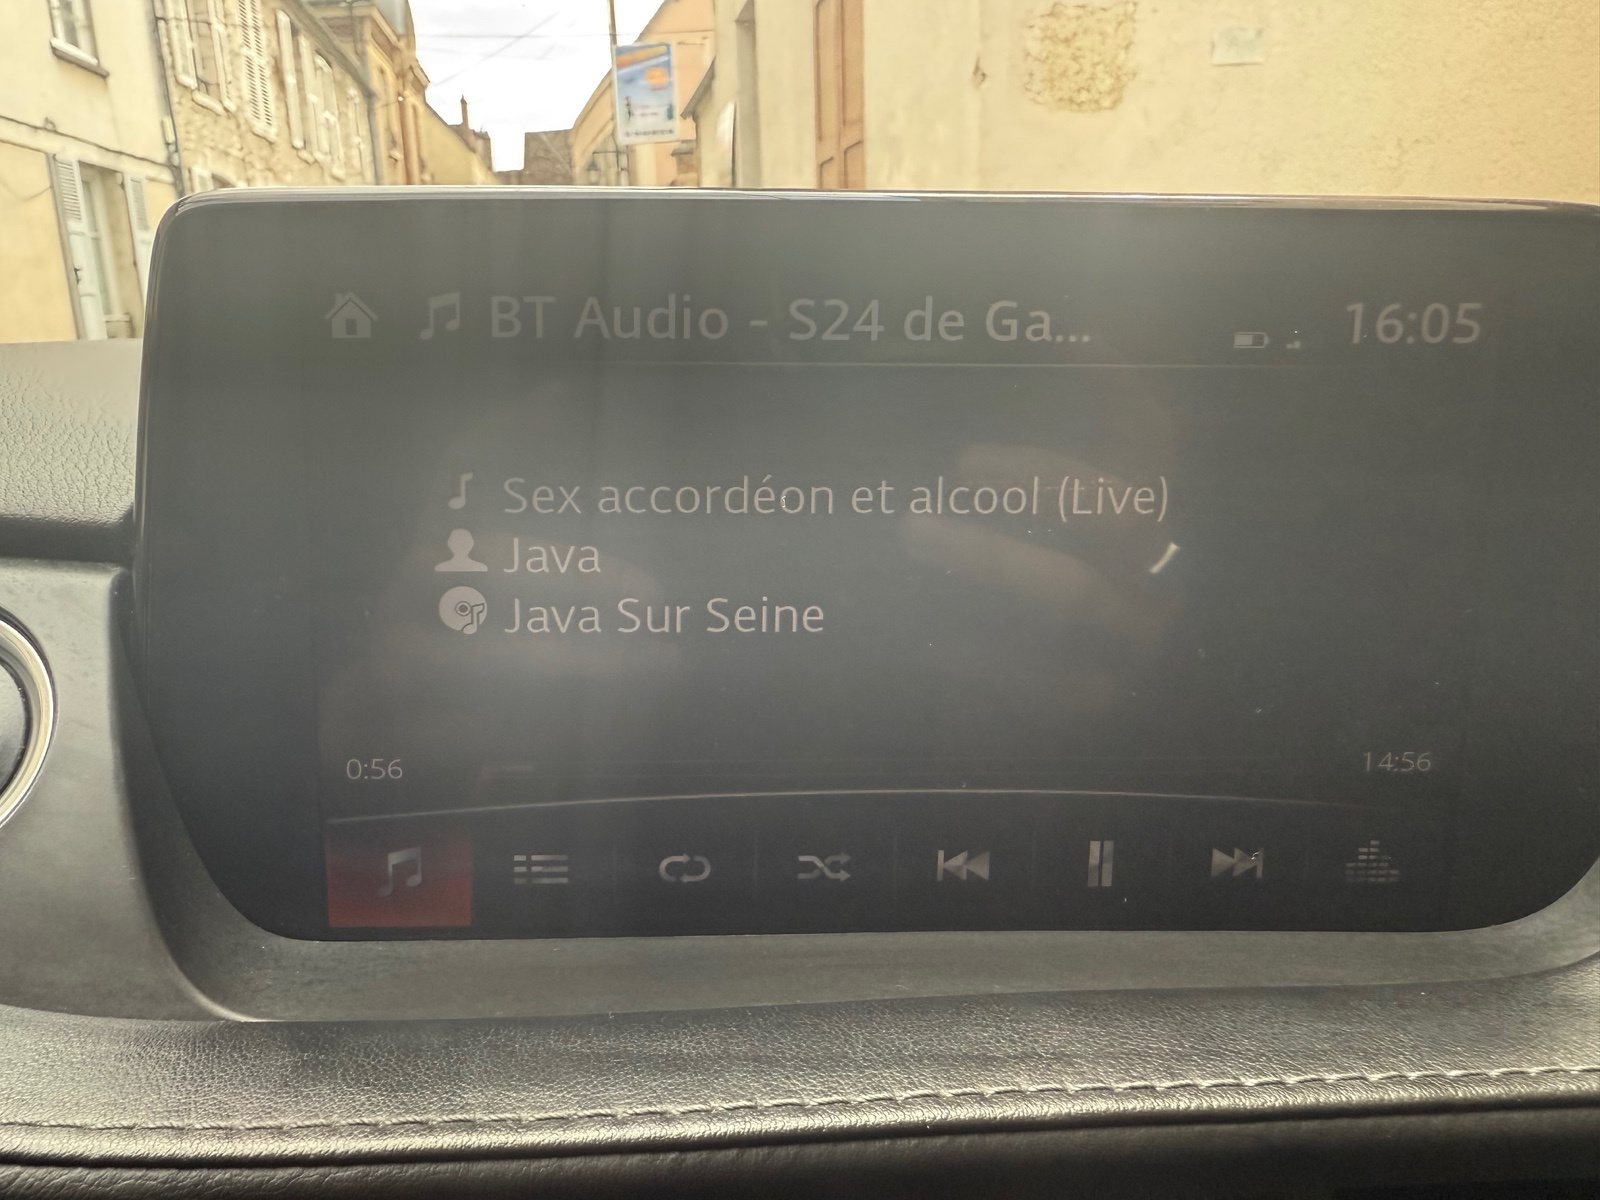 BT Audio - S24 de Ga...
16:05
Sex accordéon et alcool (Live)
Java
Java Sur Seine
0:56
14:56